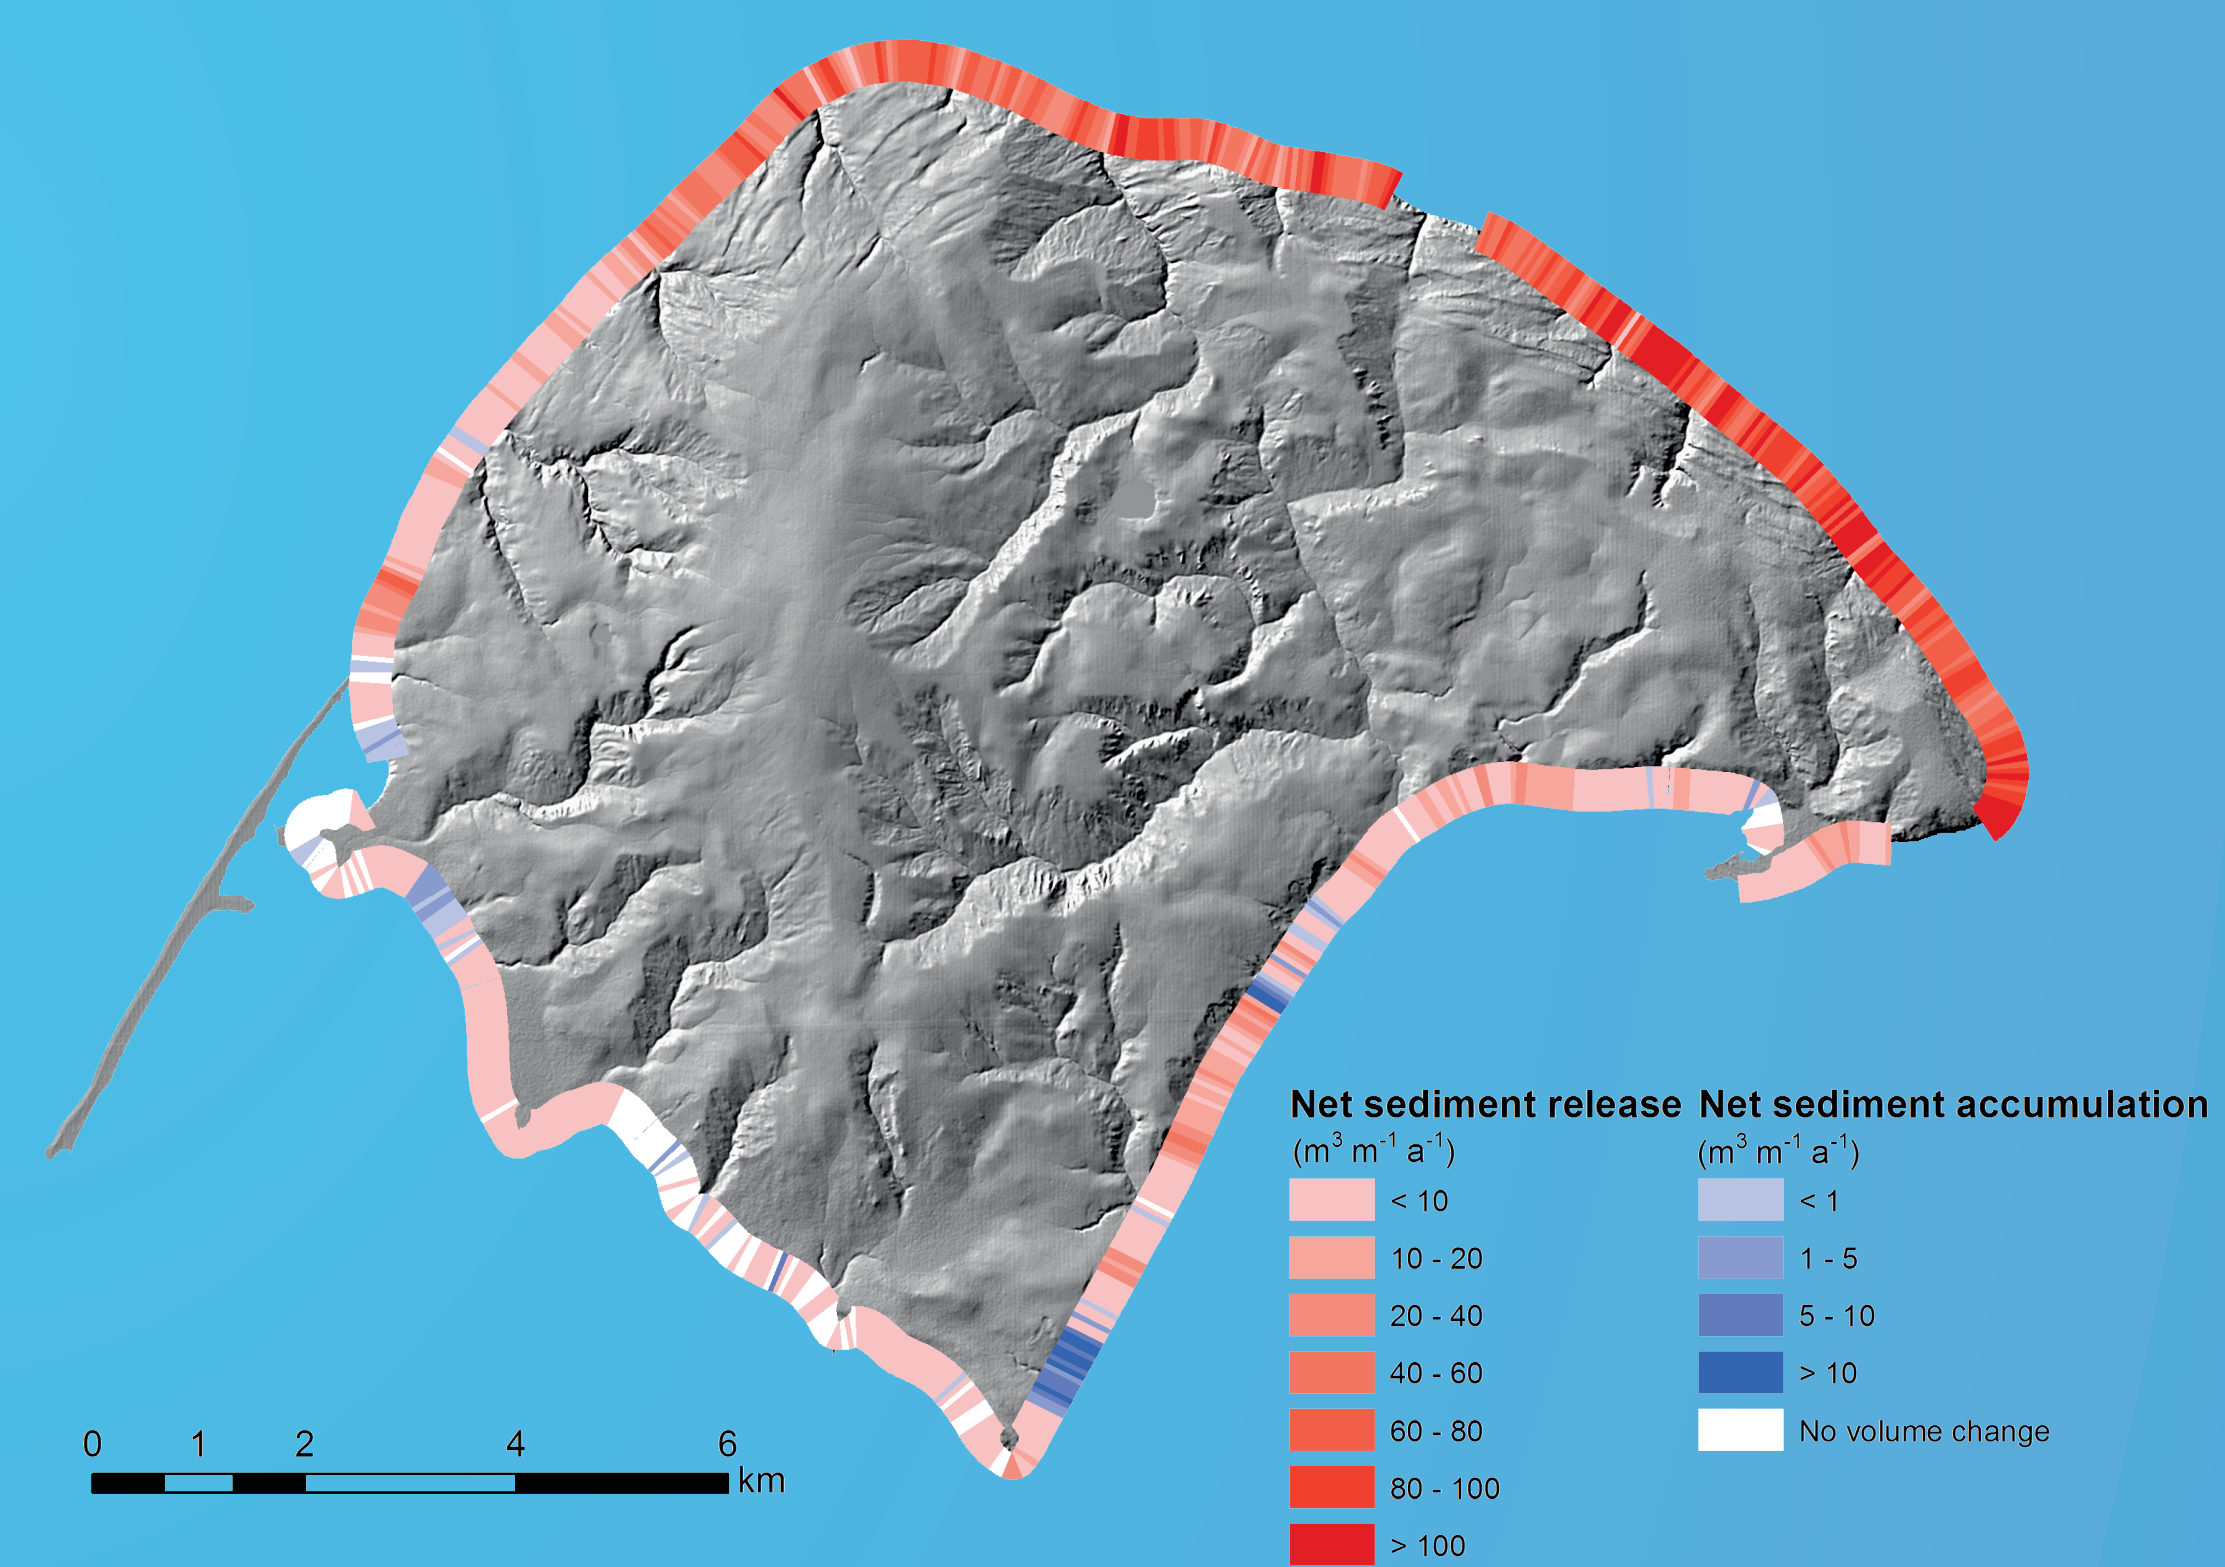 Net sediment release
(m³ m⁻¹ a⁻¹)
< 10
10 - 20
20 - 40
40 - 60
60 - 80
80 - 100
> 100
Net sediment accumulation
(m³ m⁻¹ a⁻¹)
< 1
1 - 5
5 - 10
> 10
No volume change
0 1 2 4 6
km